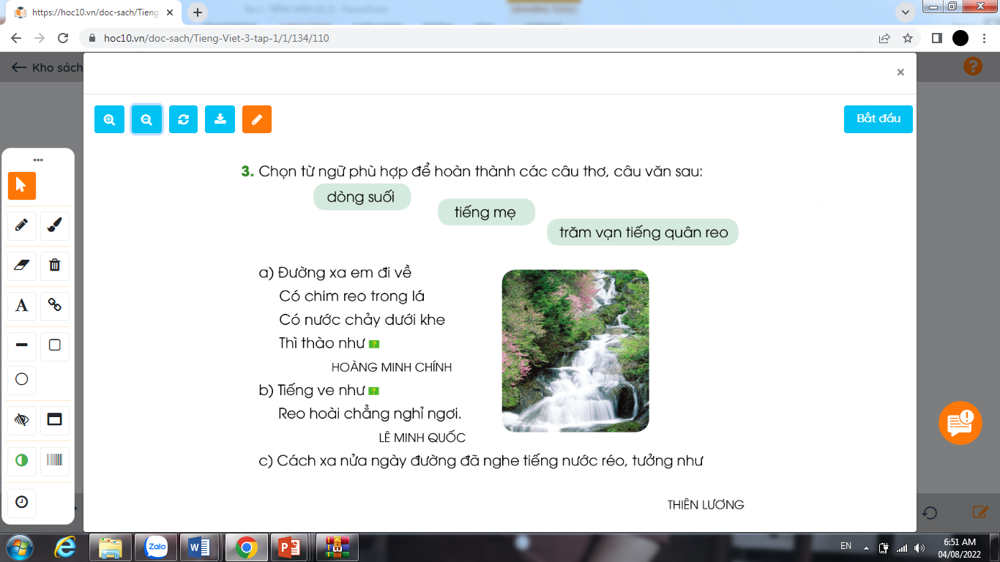 https://hoc10.vn/doc-sach/Tieng
hoc10.vn/doc-sach/Tieng-Viet-3-tap-1/1/134/110
Kho sách
Bắt đầu
3. Chọn từ ngữ phù hợp để hoàn thành các câu thơ, câu văn sau:
dòng suối
tiếng mẹ
trăm vạn tiếng quân reo
a) Đường xa em đi về
Có chim reo trong lá
Có nước chảy dưới khe
Thì thào như ?
HOÀNG MINH CHÍNH
b) Tiếng ve như ?
Reo hoài chẳng nghỉ ngơi.
LÊ MINH QUỐC
c) Cách xa nửa ngày đường đã nghe tiếng nước réo, tưởng như
THIÊN LƯƠNG
A
Zalo
EN
6:51 AM
04/08/2022